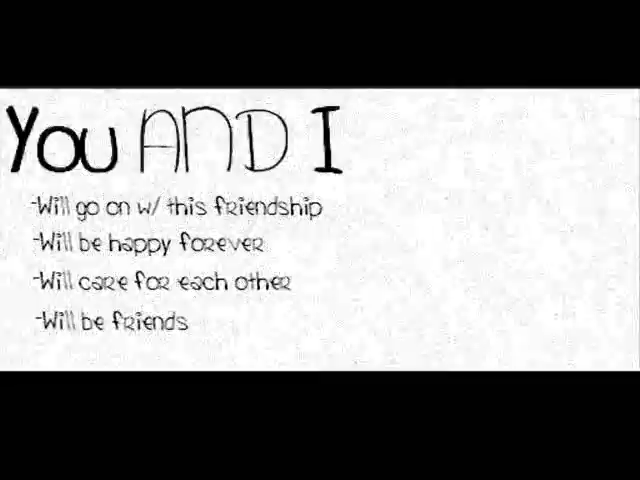 You AND I
-Will go on w/ this friendship
-Will be happy forever
-Will care for each other
-Will be friends